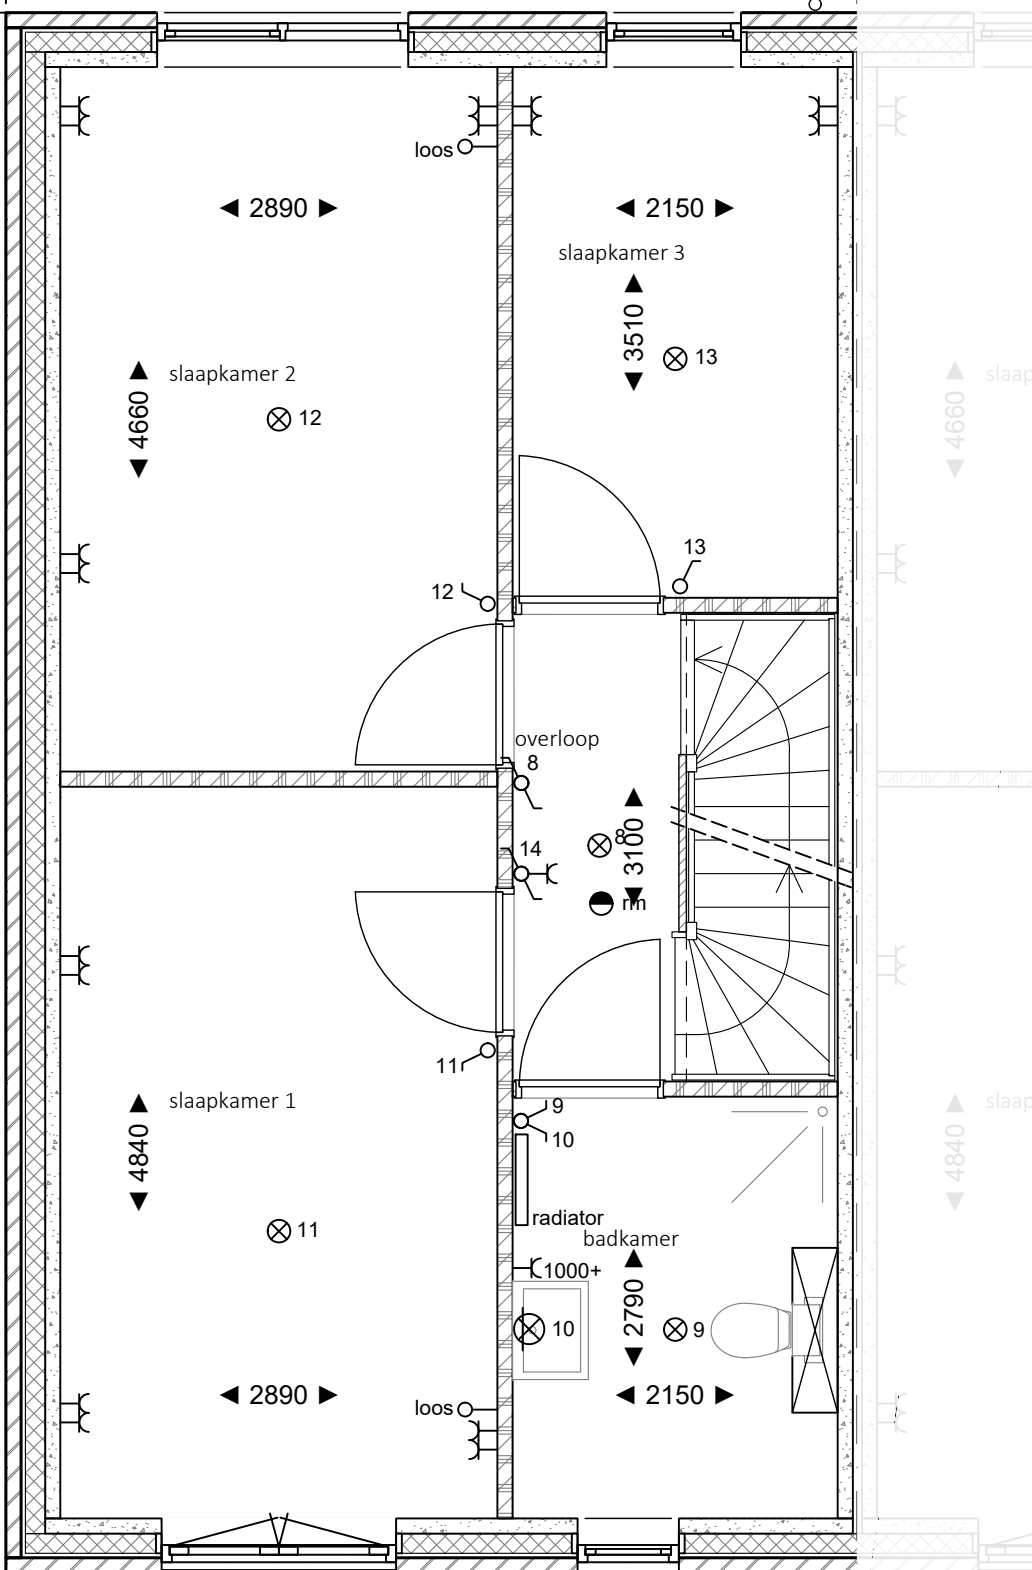 loos
2890
2150
slaapkamer 3
3510
13
slaapkamer 2
4660
12
4660
slaap
13
12
overloop
8
8
3100
14
rm
11
9
10
slaapkamer 1
4840
4840
slaap
11
radiator
badkamer
1000+
2790
10
9
2890
2150
loos